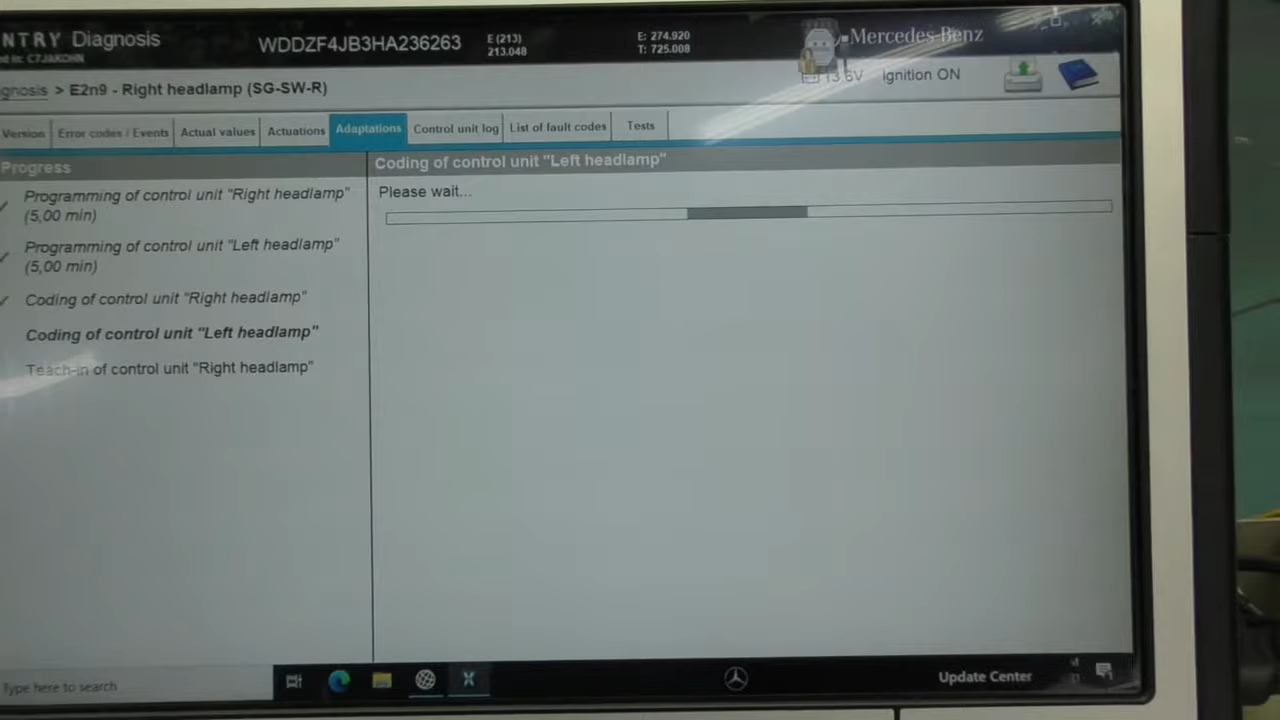 NTRY Diagnosis
WDDZF4JB3HA236263
E (213)
213.048
E: 274.920
T: 725.008
Mercedes-Benz
13.6V
Ignition ON
gnosis > E2n9 - Right headlamp (SG-SW-R)
Version
Error codes / Events
Actual values
Actuations
Adaptations
Control unit log
List of fault codes
Tests
Progress
Coding of control unit "Left headlamp"
Please wait...
Programming of control unit "Right headlamp"
(5,00 min)
Programming of control unit "Left headlamp"
(5,00 min)
Coding of control unit "Right headlamp"
Coding of control unit "Left headlamp"
Teach-in of control unit "Right headlamp"
Type here to search
Update Center